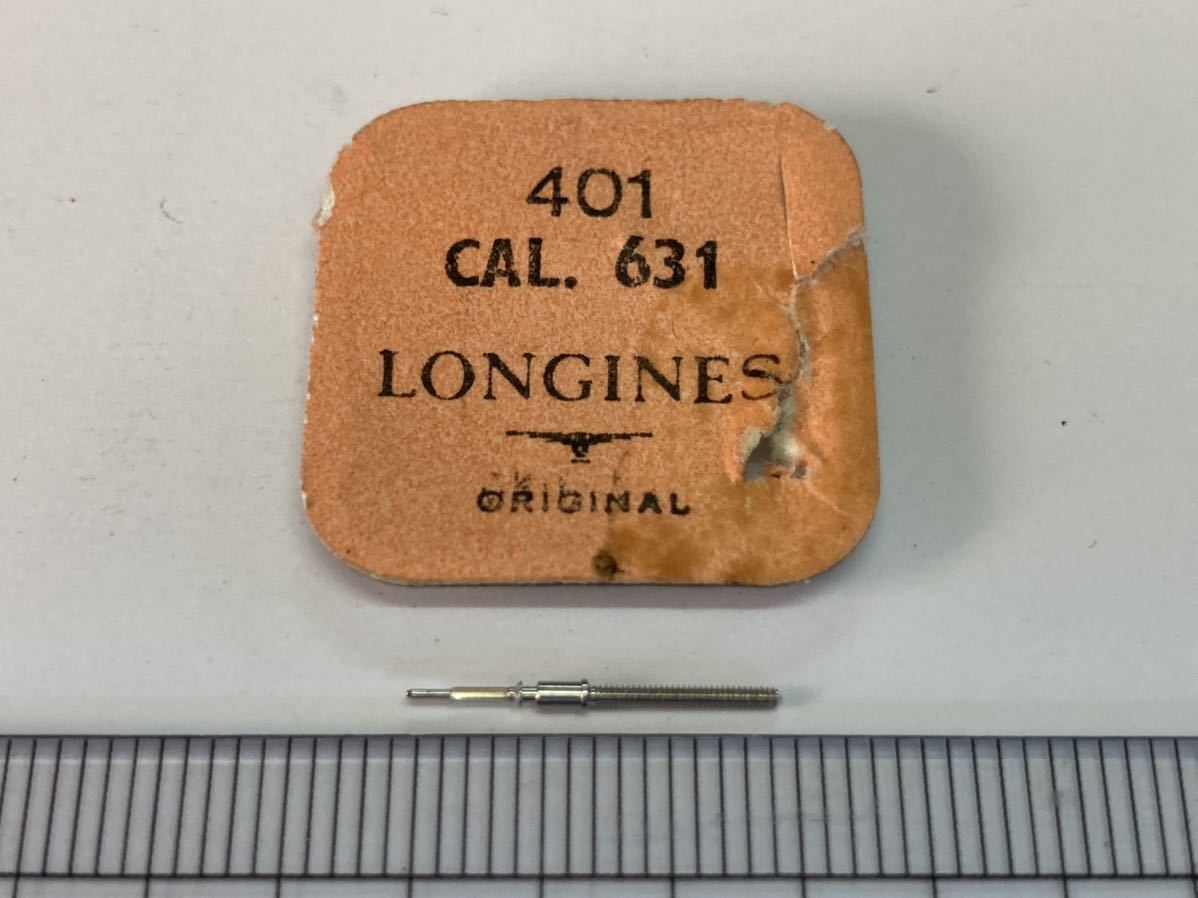 401
CAL. 631
LONGINES
ORIGINAL